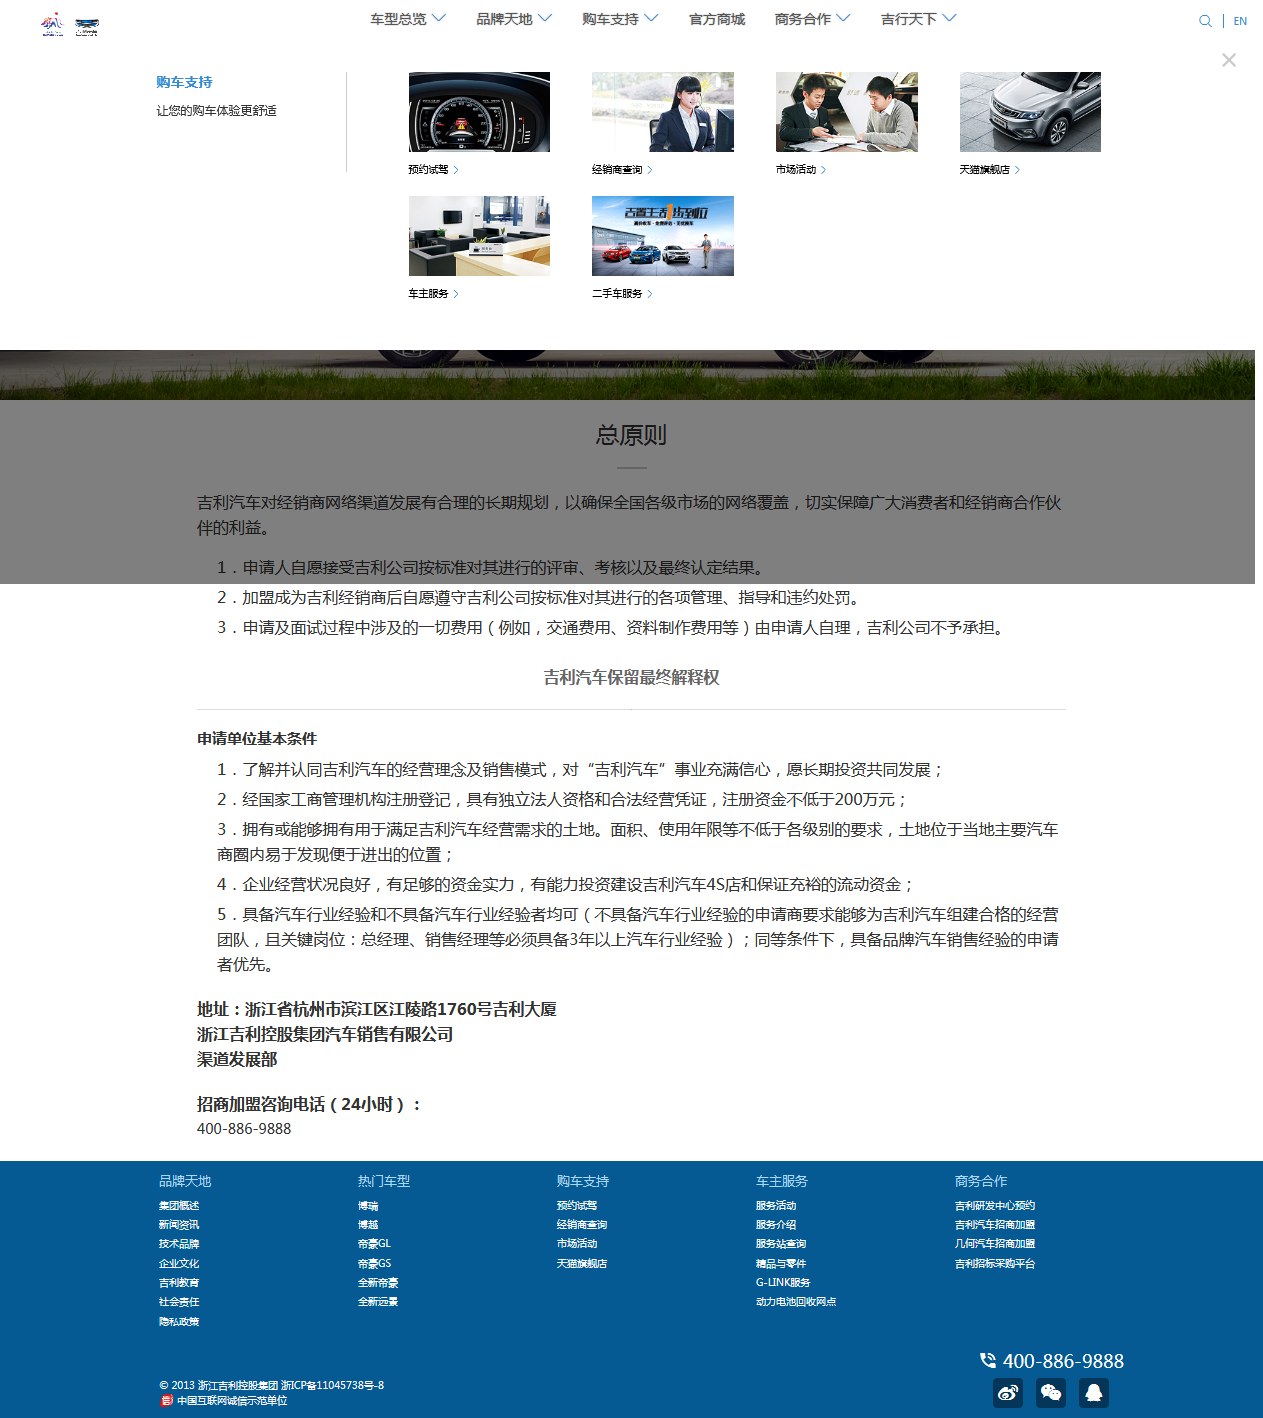 车型总览 品牌天地 购车支持 官方商城 商务合作 吉行天下 EN
购车支持
让您的购车体验更舒适
预约试驾 经销商查询 市场活动 天猫旗舰店
车主服务 二手车服务
总原则
吉利汽车对经销商网络渠道发展有合理的长期规划，以确保全国各级市场的网络覆盖，切实保障广大消费者和经销商合作伙
伴的利益。
1．申请人自愿接受吉利公司按标准对其进行的评审、考核以及最终认定结果。
2．加盟成为吉利经销商后自愿遵守吉利公司按标准对其进行的各项管理、指导和违约处罚。
3．申请及面试过程中涉及的一切费用（例如，交通费用、资料制作费用等）由申请人自理，吉利公司不予承担。
吉利汽车保留最终解释权
申请单位基本条件
1．了解并认同吉利汽车的经营理念及销售模式，对“吉利汽车”事业充满信心，愿长期投资共同发展；
2．经国家工商管理机构注册登记，具有独立法人资格和合法经营凭证，注册资金不低于200万元；
3．拥有或能够拥有用于满足吉利汽车经营需求的土地。面积、使用年限等不低于各级别的要求，土地位于当地主要汽车
商圈内易于发现便于进出的位置；
4．企业经营状况良好，有足够的资金实力，有能力投资建设吉利汽车4S店和保证充裕的流动资金；
5．具备汽车行业经验和不具备汽车行业经验者均可（不具备汽车行业经验的申请商要求能够为吉利汽车组建合格的经营
团队，且关键岗位：总经理、销售经理等必须具备3年以上汽车行业经验）；同等条件下，具备品牌汽车销售经验的申请
者优先。
地址：浙江省杭州市滨江区江陵路1760号吉利大厦
浙江吉利控股集团汽车销售有限公司
渠道发展部
招商加盟咨询电话（24小时）：
400-886-9888
品牌天地 热门车型 购车支持 车主服务 商务合作
集团概述 博瑞 预约试驾 服务活动 吉利研发中心预约
新闻资讯 博越 经销商查询 服务介绍 吉利汽车招商加盟
技术品牌 帝豪GL 市场活动 服务站查询 几何汽车招商加盟
企业文化 帝豪GS 天猫旗舰店 精品与零件 吉利招标采购平台
吉利教育 全新帝豪 G-LINK服务
社会责任 全新远景 动力电池回收网点
隐私政策
400-886-9888
© 2013 浙江吉利控股集团 浙ICP备11045738号-8
中国互联网诚信示范单位